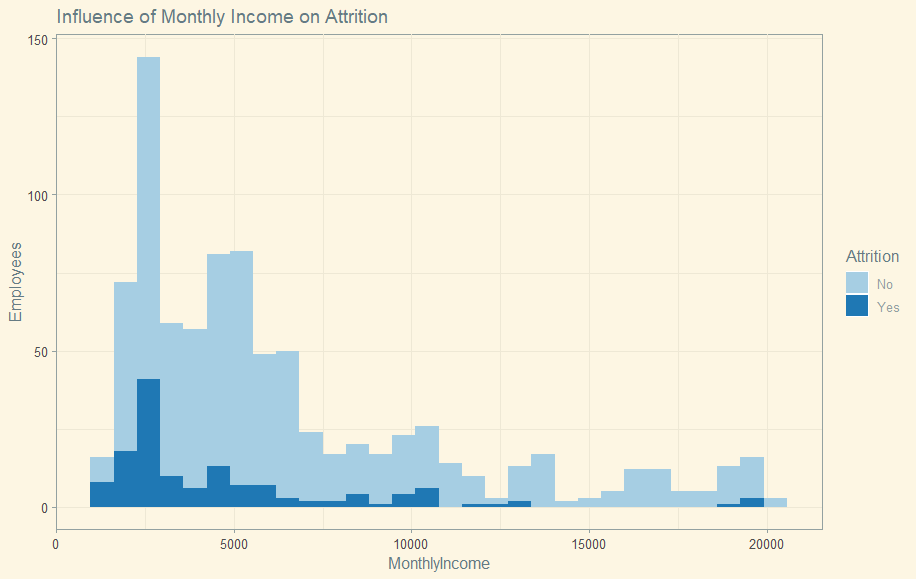 Influence of Monthly Income on Attrition
150
100
50
0
Employees
0 5000 10000 15000 20000
MonthlyIncome
Attrition
No
Yes